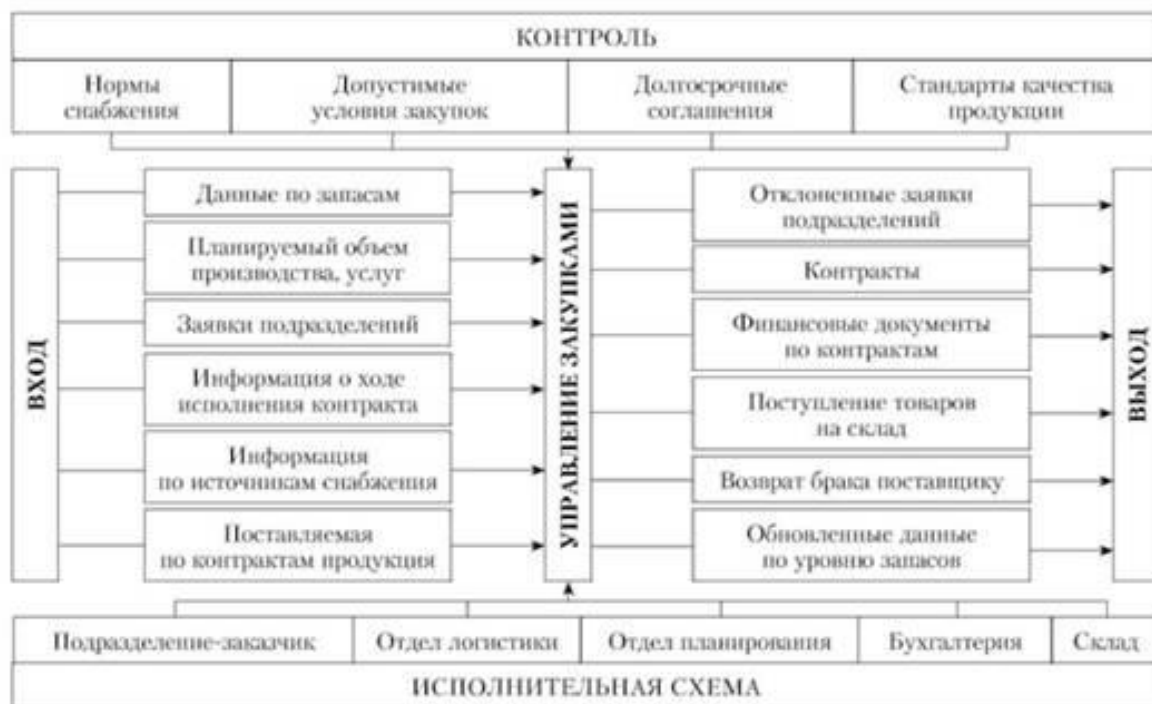 КОНТРОЛЬ
Нормы
снабжения
Допустимые
условия закупок
Долгосрочные
соглашения
Стандарты качества
продукции
ВХОД
Данные по запасам
Планируемый объем
производства, услуг
Заявки подразделений
Информация о ходе
исполнения контракта
Информация
по источникам снабжения
Поставляемая
по контрактам продукция
УПРАВЛЕНИЕ ЗАКУПКАМИ
Отклоненные заявки
подразделений
Контракты
Финансовые документы
по контрактам
Поступление товаров
на склад
Возврат брака поставщику
Обновленные данные
по уровню запасов
ВЫХОД
Подразделение-заказчик
Отдел логистики
Отдел планирования
Бухгалтерия
Склад
ИСПОЛНИТЕЛЬНАЯ СХЕМА